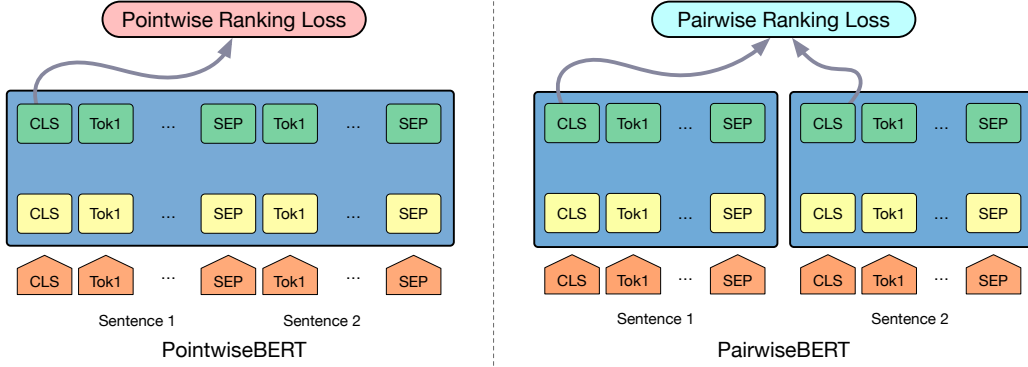 Pointwise Ranking Loss
CLS Tok1 ... SEP Tok1 ... SEP
CLS Tok1 ... SEP Tok1 ... SEP
CLS Tok1 ... SEP Tok1 ... SEP
Sentence 1 Sentence 2
PointwiseBERT
Pairwise Ranking Loss
CLS Tok1 ... SEP CLS Tok1 ... SEP
CLS Tok1 ... SEP CLS Tok1 ... SEP
CLS Tok1 ... SEP CLS Tok1 ... SEP
Sentence 1 Sentence 2
PairwiseBERT